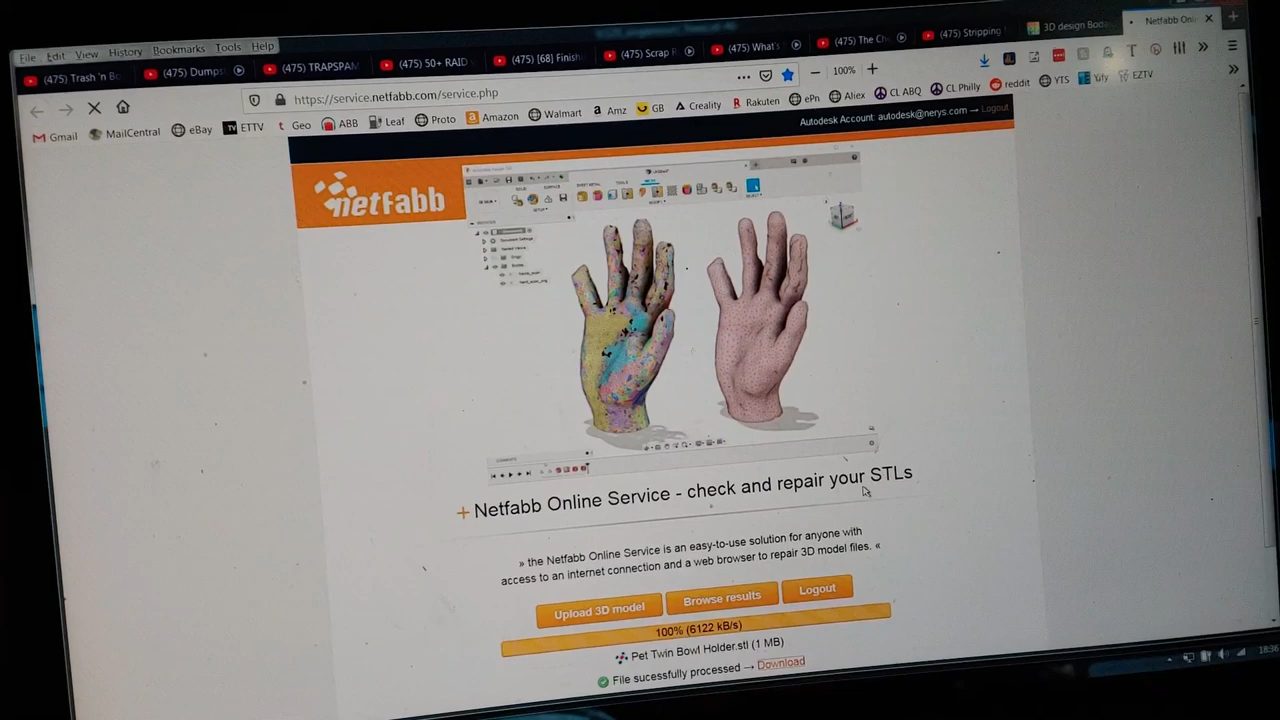 File Edit View History Bookmarks Tools Help
(475) Trash 'n Bo
(475) Dumps
(475) TRAPSPAM
(475) 50+ RAID
(475) [68] Finish
(475) Scrap
(475) What's
(475) The Ch
(475) Stripping
3D design Boda
Netfabb Onl
https://service.netfabb.com/service.php
100%
Gmail MailCentral eBay ETTV Geo ABB Leaf Proto Amazon Walmart Amz GB Creality Rakuten ePn Aliex CL ABQ CL Philly reddit YTS Yify EZTV
Autodesk Account: autodesk@nerys.com → Logout
netfabb
+ Netfabb Online Service - check and repair your STLs
» the Netfabb Online Service is an easy-to-use solution for anyone with
access to an internet connection and a web browser to repair 3D model files. «
Upload 3D model Browse results Logout
100% (6122 kB/s)
Pet Twin Bowl Holder.stl (1 MB)
File sucessfully processed → Download
18:36